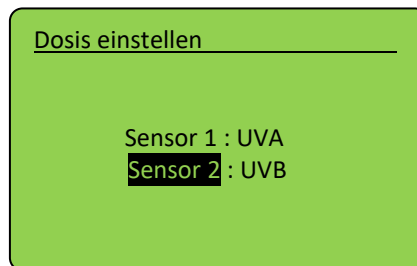 Dosis einstellen
Sensor 1 : UVA
Sensor 2 : UVB